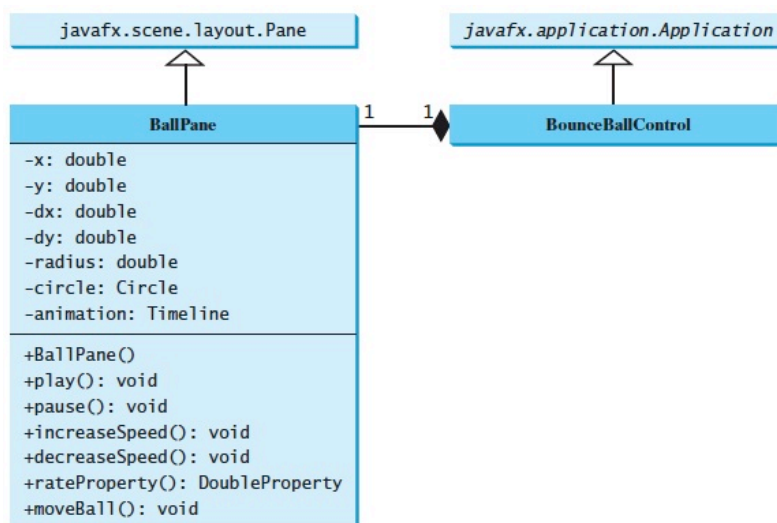 javafx.scene.layout.Pane
javafx.application.Application
BallPane
1
1
BounceBallControl
-x: double
-y: double
-dx: double
-dy: double
-radius: double
-circle: Circle
-animation: Timeline
+BallPane()
+play(): void
+pause(): void
+increaseSpeed(): void
+decreaseSpeed(): void
+rateProperty(): DoubleProperty
+moveBall(): void